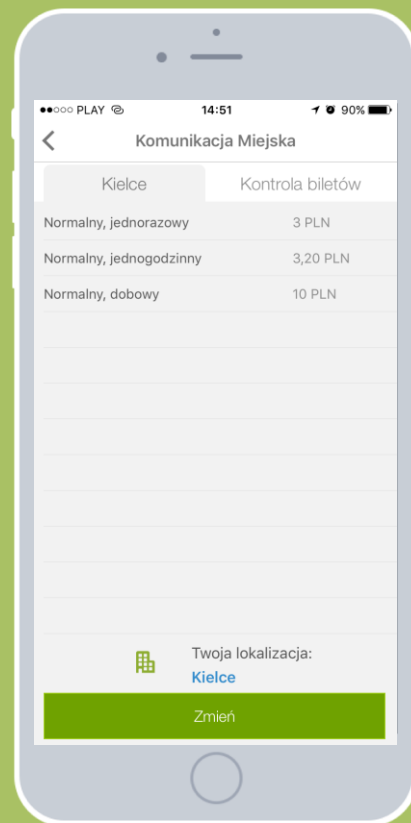 PLAY 14:51 90%
Komunikacja Miejska
Kielce Kontrola biletów
Normalny, jednorazowy 3 PLN
Normalny, jednogodzinny 3,20 PLN
Normalny, dobowy 10 PLN
Twoja lokalizacja:
Kielce
Zmień